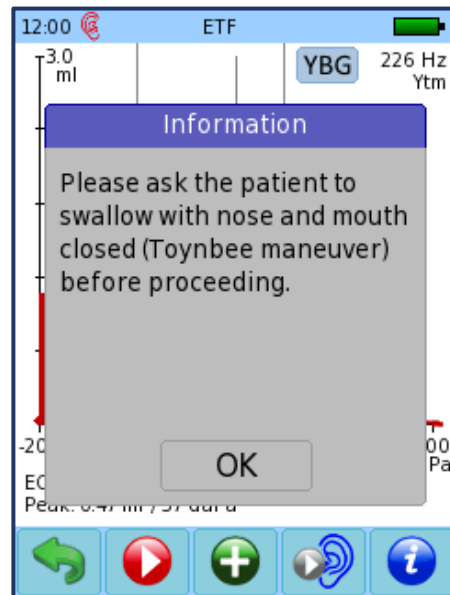 12:00 ETF
3.0
ml
YBG
226 Hz
Ytm
Information
Please ask the patient to
swallow with nose and mouth
closed (Toynbee maneuver)
before proceeding.
OK